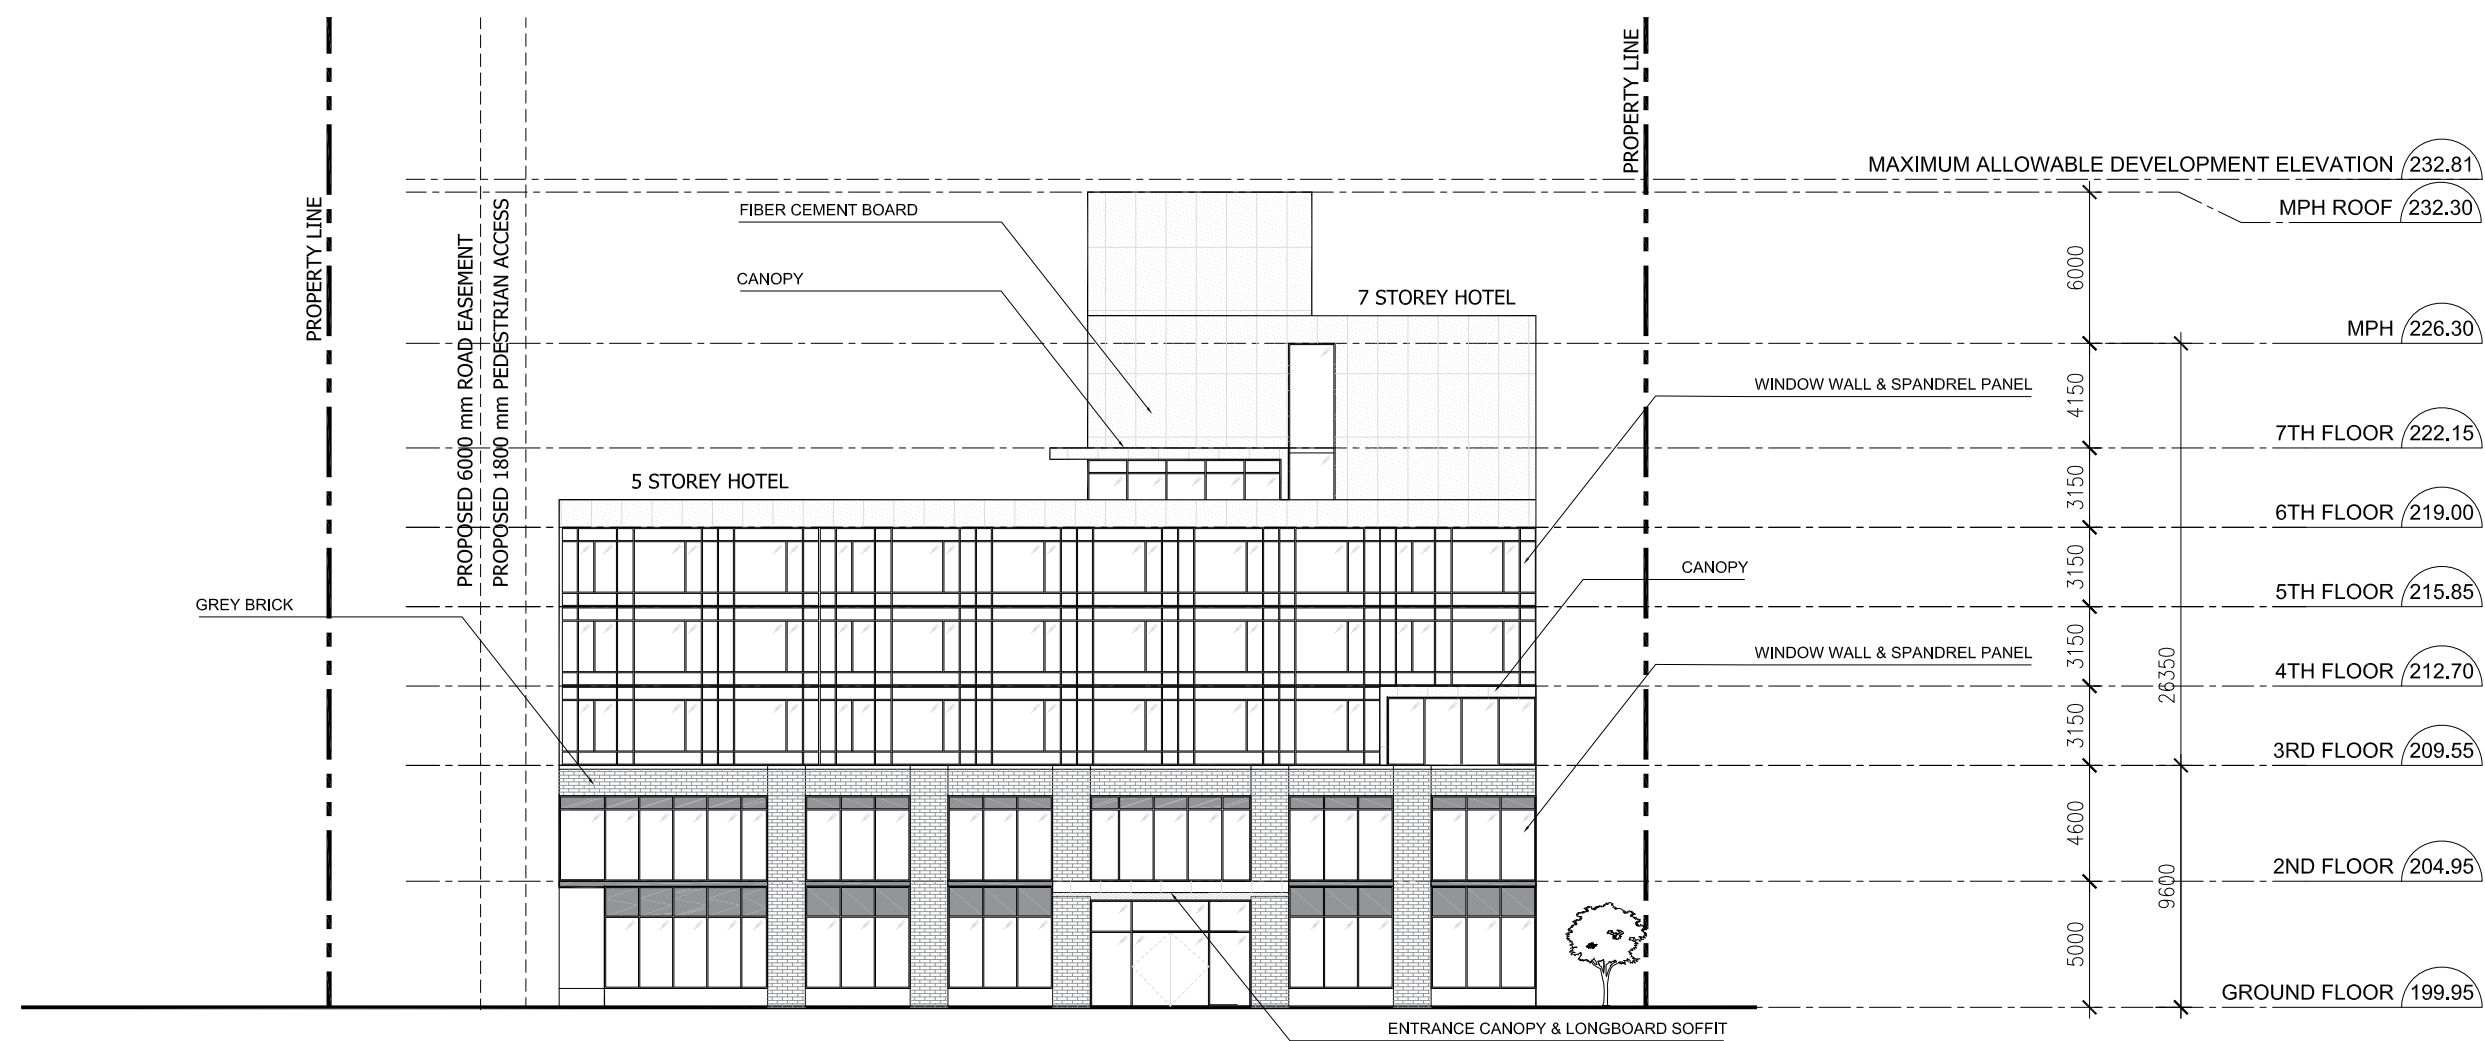 PROPERTY LINE
PROPOSED 6000 mm ROAD EASEMENT
PROPOSED 1800 mm PEDESTRIAN ACCESS
PROPERTY LINE
MAXIMUM ALLOWABLE DEVELOPMENT ELEVATION 232.81
MPH ROOF 232.30
FIBER CEMENT BOARD
6000
CANOPY
7 STOREY HOTEL
MPH 226.30
WINDOW WALL & SPANDREL PANEL
4150
7TH FLOOR 222.15
5 STOREY HOTEL
3150
6TH FLOOR 219.00
CANOPY
3150
5TH FLOOR 215.85
GREY BRICK
WINDOW WALL & SPANDREL PANEL
3150
26350
4TH FLOOR 212.70
3150
3RD FLOOR 209.55
4600
2ND FLOOR 204.95
9600
5000
GROUND FLOOR 199.95
ENTRANCE CANOPY & LONGBOARD SOFFIT